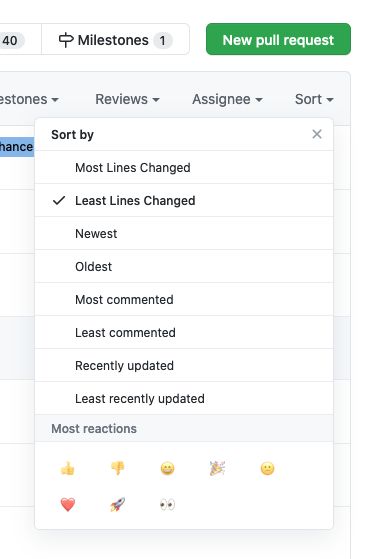 40 Milestones 1 New pull request
estones Reviews Assignee Sort
Sort by
hance
Most Lines Changed
Least Lines Changed
Newest
Oldest
Most commented
Least commented
Recently updated
Least recently updated
Most reactions